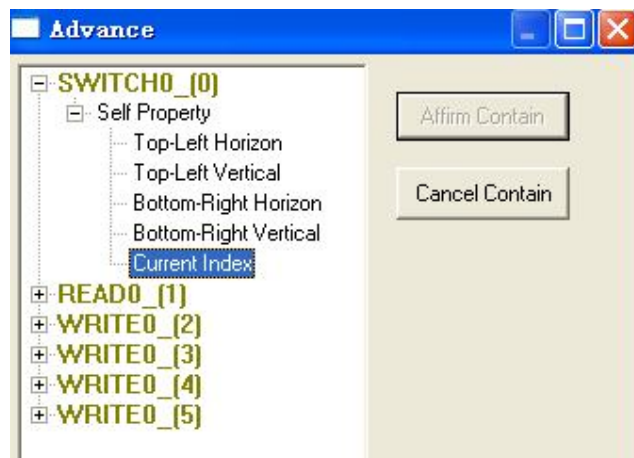 Advance
SWITCH0_(0)
Self Property
Top-Left Horizon
Top-Left Vertical
Bottom-Right Horizon
Bottom-Right Vertical
Current Index
READ0_(1)
WRITE0_(2)
WRITE0_(3)
WRITE0_(4)
WRITE0_(5)
Affirm Contain
Cancel Contain